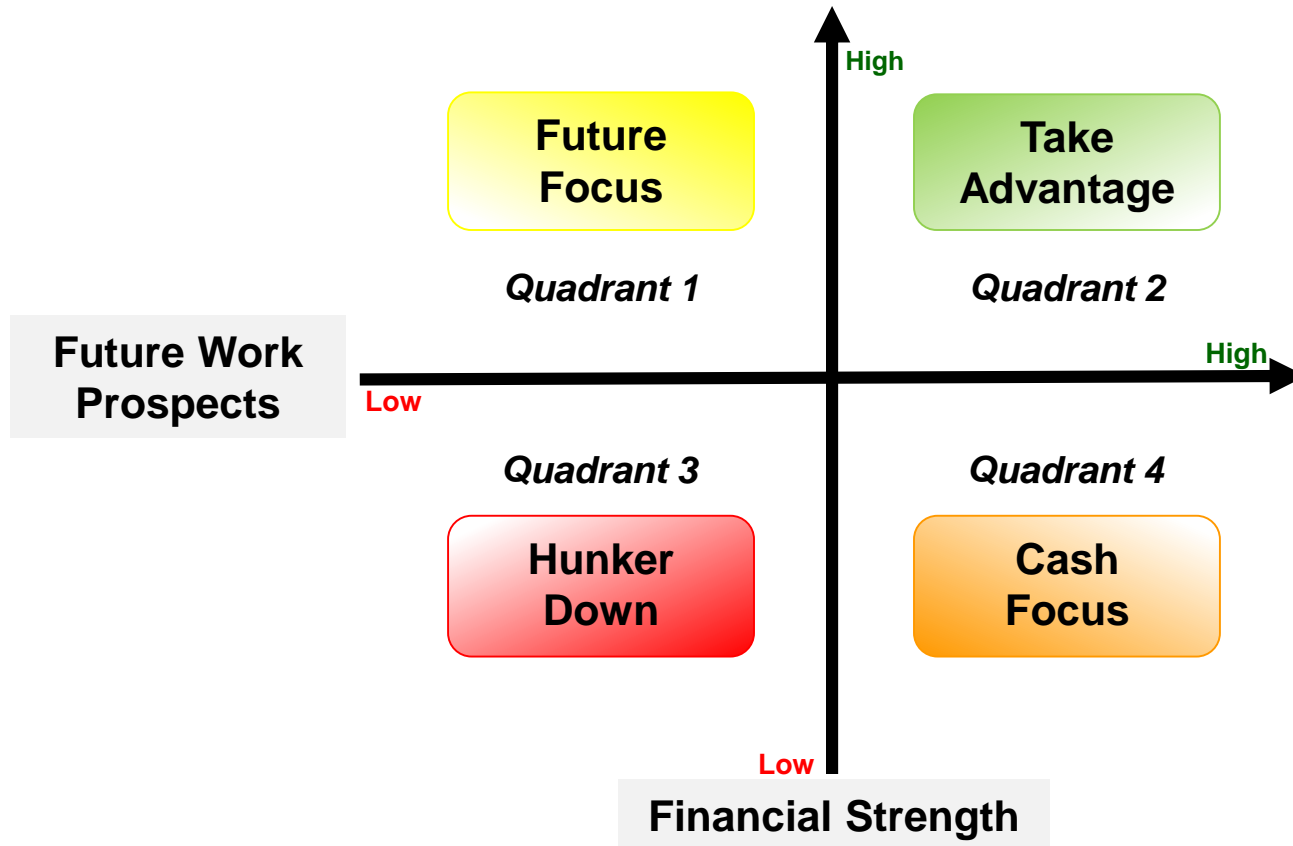 High
Future
Focus
Take
Advantage
Quadrant 1
Quadrant 2
Future Work
Prospects
High
Low
Quadrant 3
Quadrant 4
Hunker
Down
Cash
Focus
Low
Financial Strength